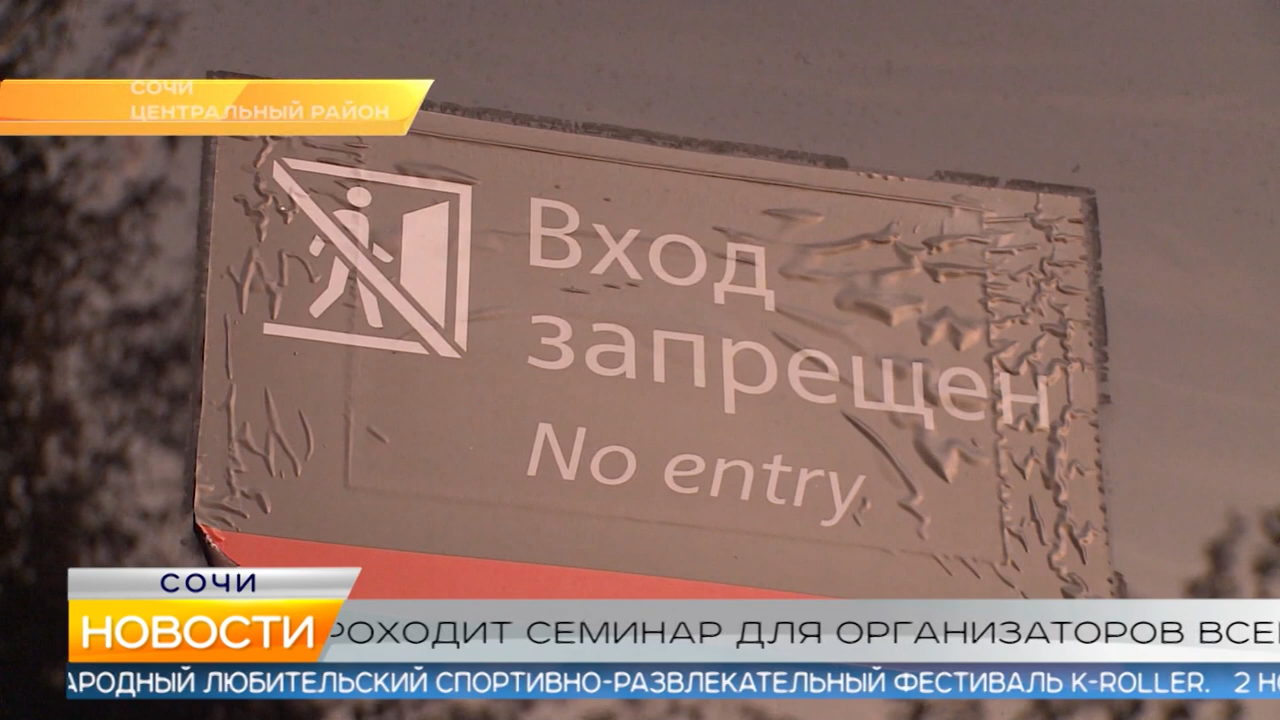 СОЧИ
ЦЕНТРАЛЬНЫЙ РАЙОН
Вход
запрещен
No entry
СОЧИ
НОВОСТИ
РОХОДИТ СЕМИНАР ДЛЯ ОРГАНИЗАТОРОВ ВСЕ
АРОДНЫЙ ЛЮБИТЕЛЬСКИЙ СПОРТИВНО-РАЗВЛЕКАТЕЛЬНЫЙ ФЕСТИВАЛЬ K-ROLLER. 2 НО